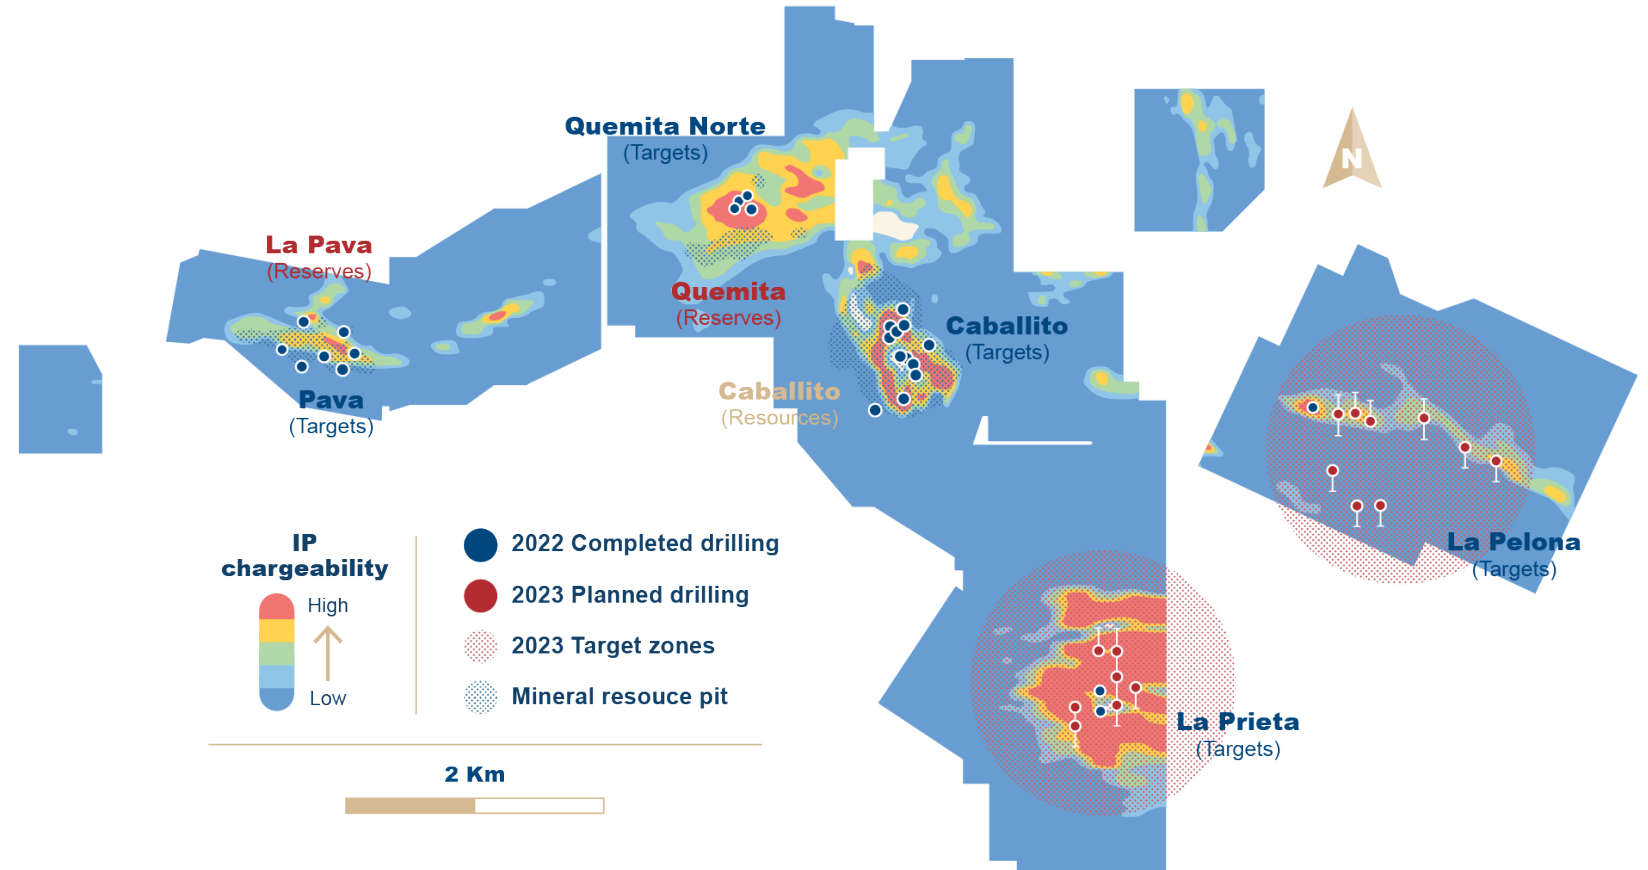 Quemita Norte
(Targets)
N
La Pava
(Reserves)
Quemita
(Reserves)
Caballito
(Targets)
Caballito
(Resources)
Pava
(Targets)
La Pelona
(Targets)
La Prieta
(Targets)
IP
chargeability
High
Low
2022 Completed drilling
2023 Planned drilling
2023 Target zones
Mineral resouce pit
2 Km